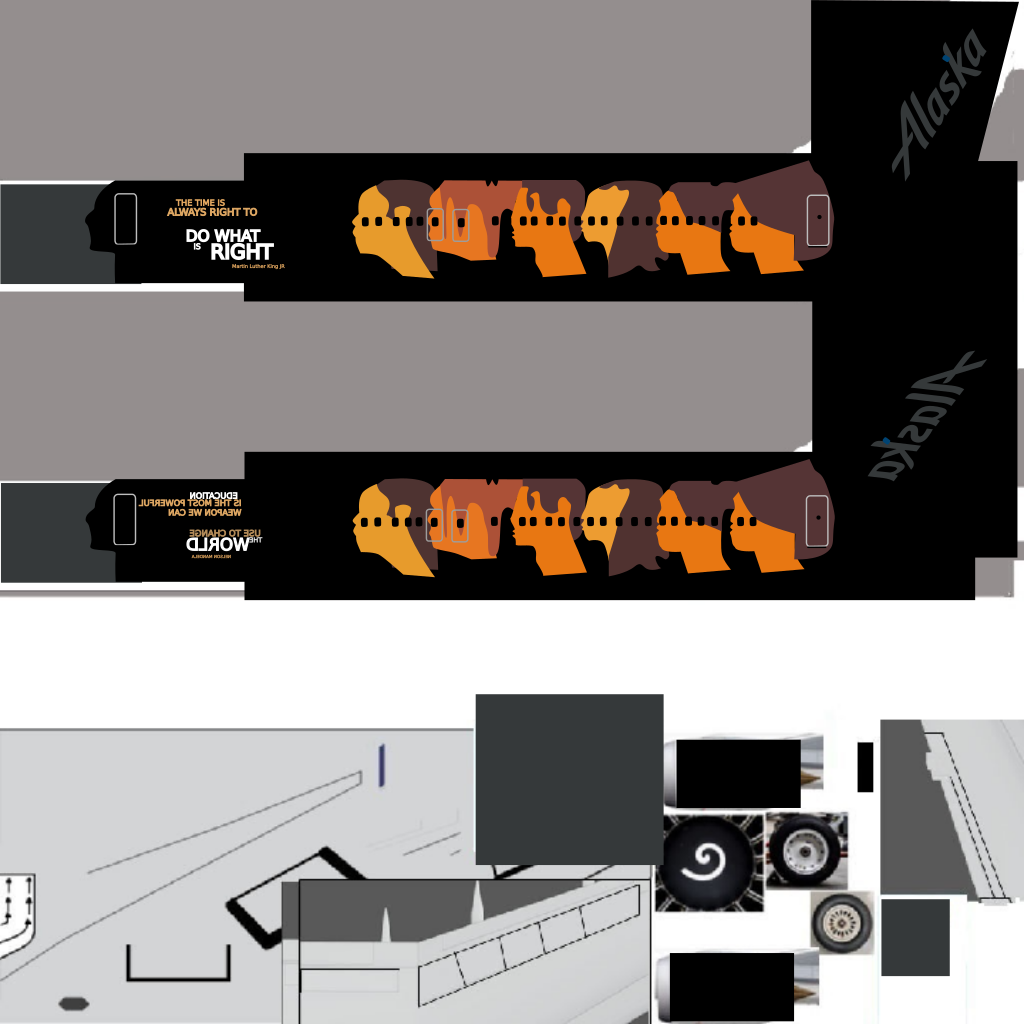 Alaska
THE TIME IS
ALWAYS RIGHT TO
DO WHAT
IS RIGHT
Martin Luther King JR
Alaska
EDUCATION
IS THE MOST POWERFUL
WEAPON WE CAN
USE TO CHANGE
THE WORLD
NELSON MANDELA